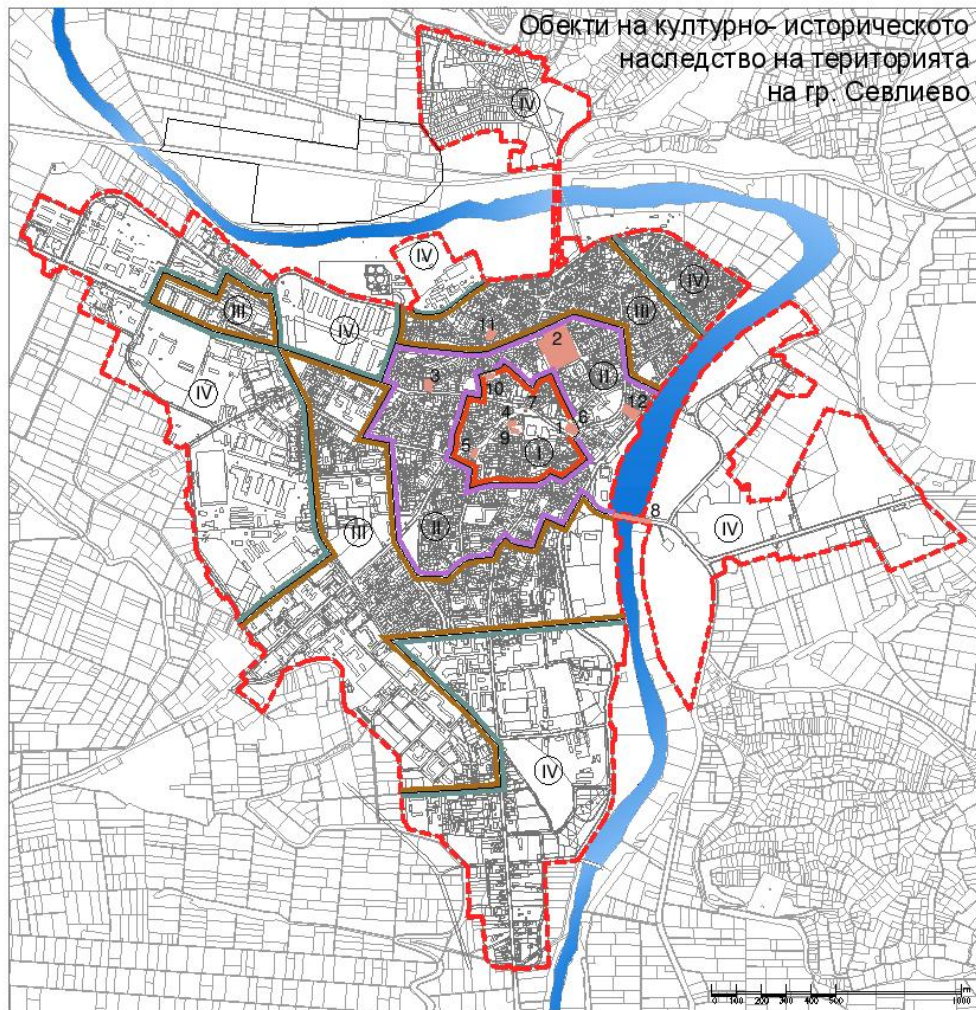 Обекти на културно- историческото
наследство на територията
на гр. Севлиево
IV
IV
IV
III
III
IV
11
2
II
3
10
7
12
6
4
1
9
I
5
IV
8
IV
II
III
IV
m
0 100 200 300 400 500 1000